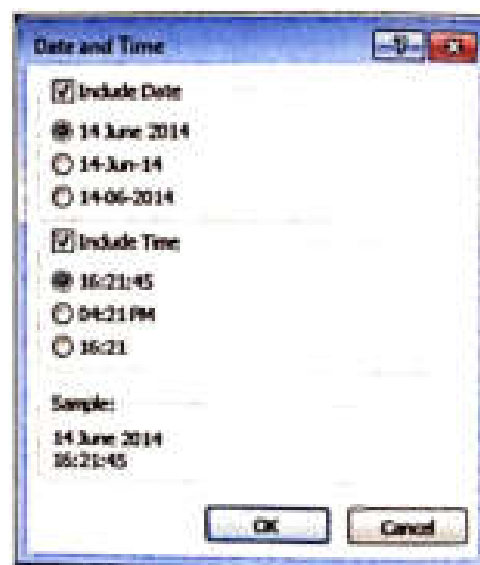 Date and Time
?
Include Date
14 June 2014
14-Jun-14
14-06-2014
Include Time
16:21:45
04:21 PM
16:21
Sample:
14 June 2014
16:21:45
OK
Cancel